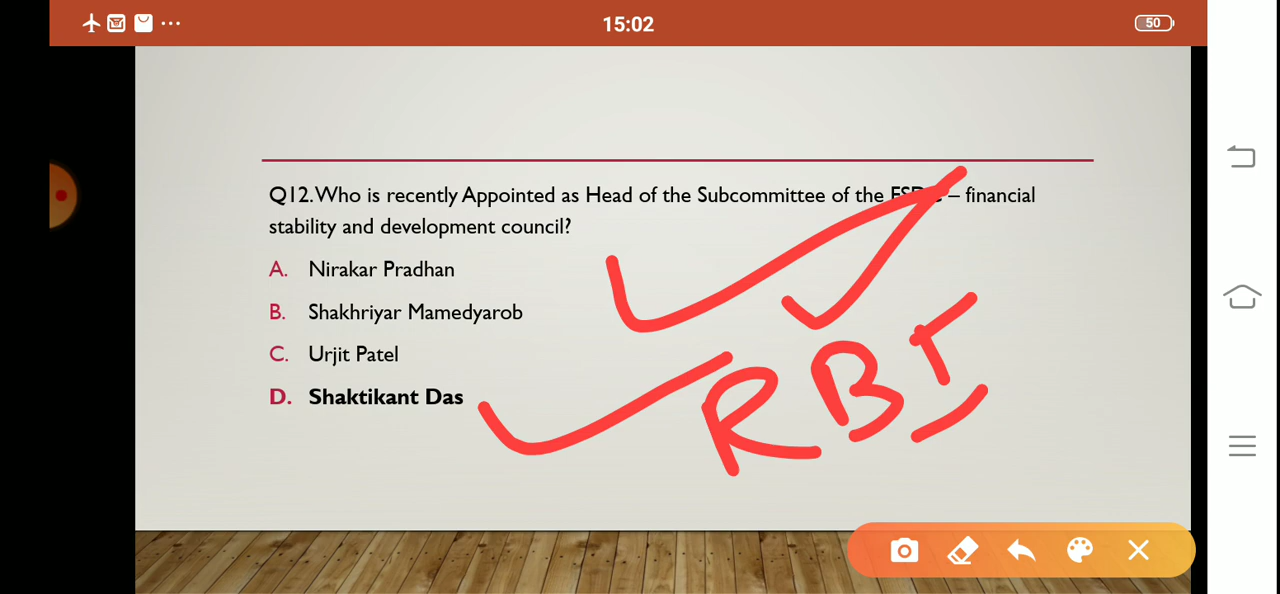 15:02
50
Q12. Who is recently Appointed as Head of the Subcommittee of the FSDC – financial
stability and development council?
A. Nirakar Pradhan
B. Shakhriyar Mamedyarob
C. Urjit Patel
D. Shaktikant Das
RBI